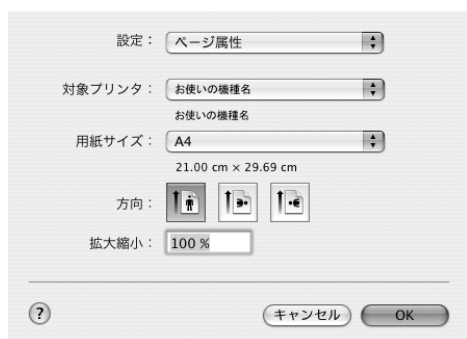 設定： ページ属性
対象プリンタ： お使いの機種名
お使いの機種名
用紙サイズ： A4
21.00 cm × 29.69 cm
方向：
拡大縮小： 100 %
? キャンセル OK